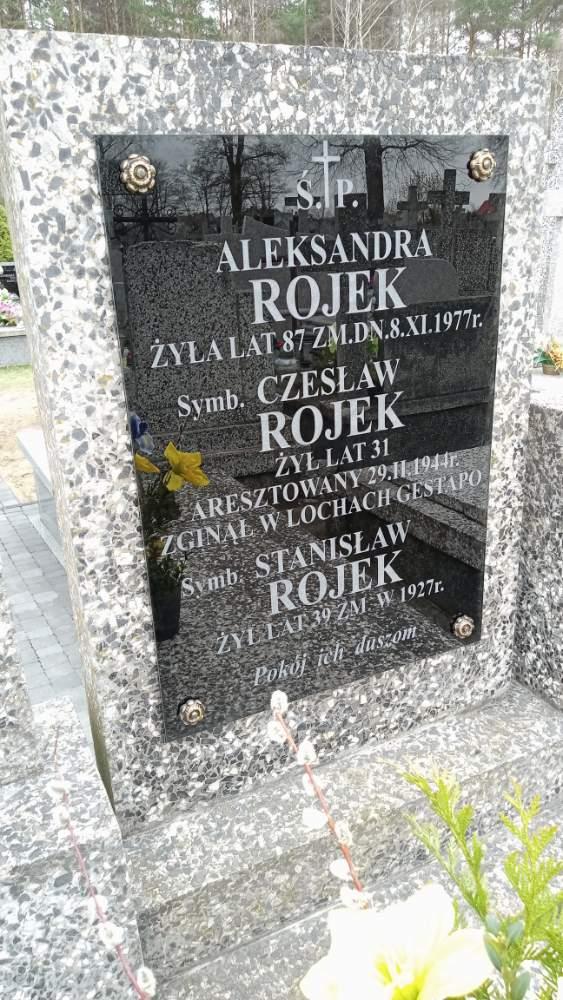 Ś.P.
ALEKSANDRA
ROJEK
ŻYŁA LAT 87 ZM.DN.8.XI.1977r.
Symb. CZESŁAW
ROJEK
ŻYŁ LAT 31
ARESZTOWANY 29.II.1944r.
ZGINĄŁ W LOCHACH GESTAPO
Symb. STANISŁAW
ROJEK
ŻYŁ LAT 39 ZM. W 1927r.
Pokój ich duszom